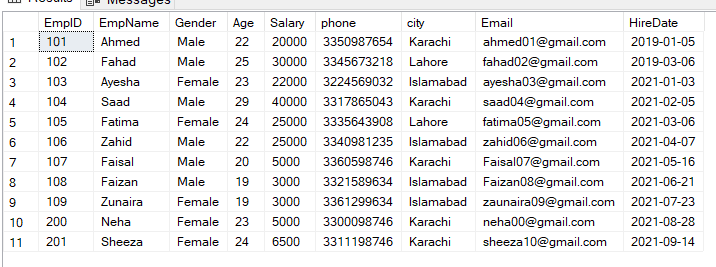 Results Messages
EmpID EmpName Gender Age Salary phone city Email HireDate
1 101 Ahmed Male 22 20000 3350987654 Karachi ahmed01@gmail.com 2019-01-05
2 102 Fahad Male 25 30000 3345673218 Lahore fahad02@gmail.com 2019-03-06
3 103 Ayesha Female 23 22000 3224569032 Islamabad ayesha03@gmail.com 2021-01-03
4 104 Saad Male 29 40000 3317865043 Karachi saad04@gmail.com 2021-02-05
5 105 Fatima Female 24 25000 3335643908 Lahore fatima05@gmail.com 2021-03-06
6 106 Zahid Male 22 25000 3340981235 Islamabad zahid06@gmail.com 2021-04-07
7 107 Faisal Male 20 5000 3360598746 Karachi Faisal07@gmail.com 2021-05-16
8 108 Faizan Male 19 3000 3321589634 Islamabad Faizan08@gmail.com 2021-06-21
9 109 Zunaira Female 19 3000 3361299634 Islamabad zaunaira09@gmail.com 2021-07-23
10 200 Neha Female 23 5000 3300098746 Karachi neha00@gmail.com 2021-08-28
11 201 Sheeza Female 24 6500 3311198746 Karachi sheeza10@gmail.com 2021-09-14